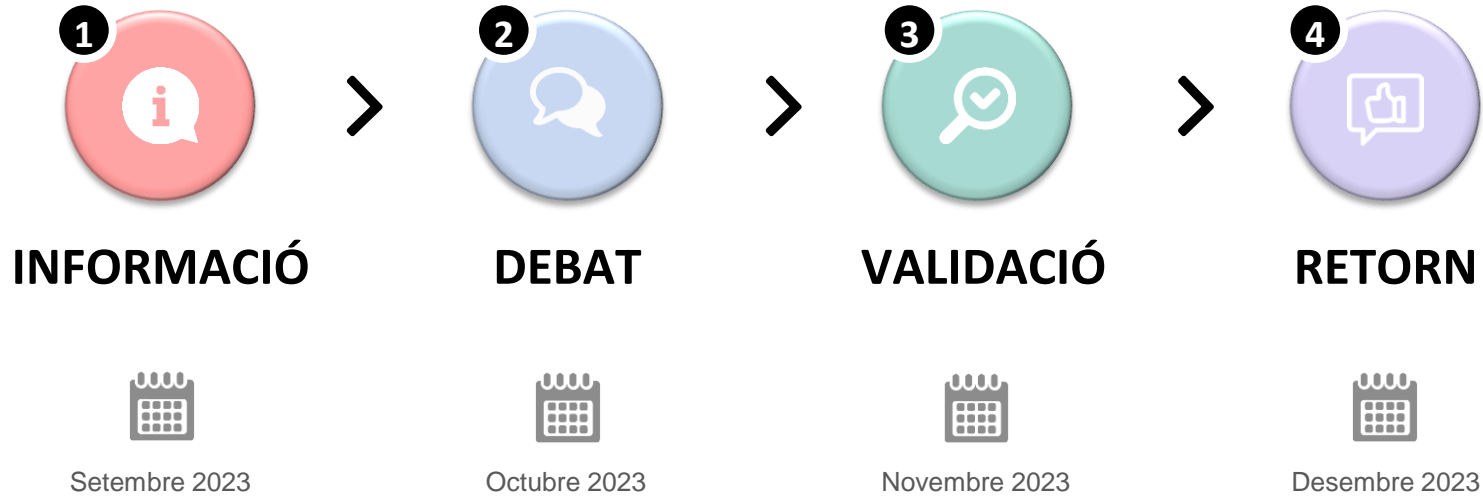 1
2
3
4
INFORMACIÓ
DEBAT
VALIDACIÓ
RETORN
Setembre 2023
Octubre 2023
Novembre 2023
Desembre 2023